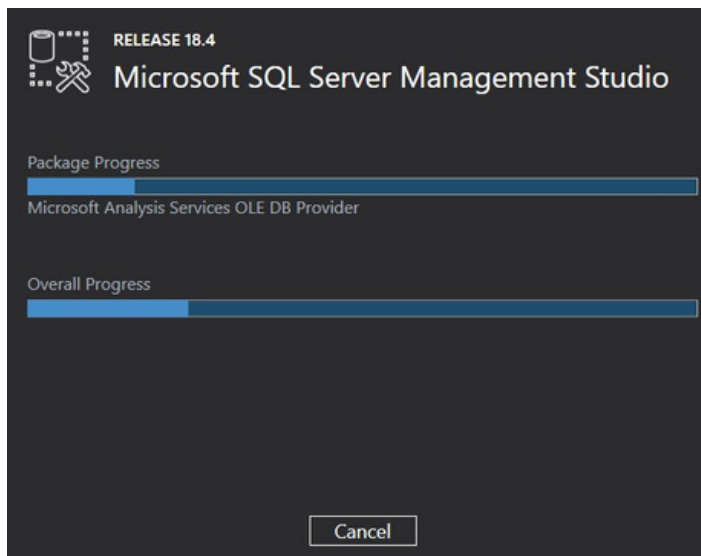 RELEASE 18.4
Microsoft SQL Server Management Studio
Package Progress
Microsoft Analysis Services OLE DB Provider
Overall Progress
Cancel